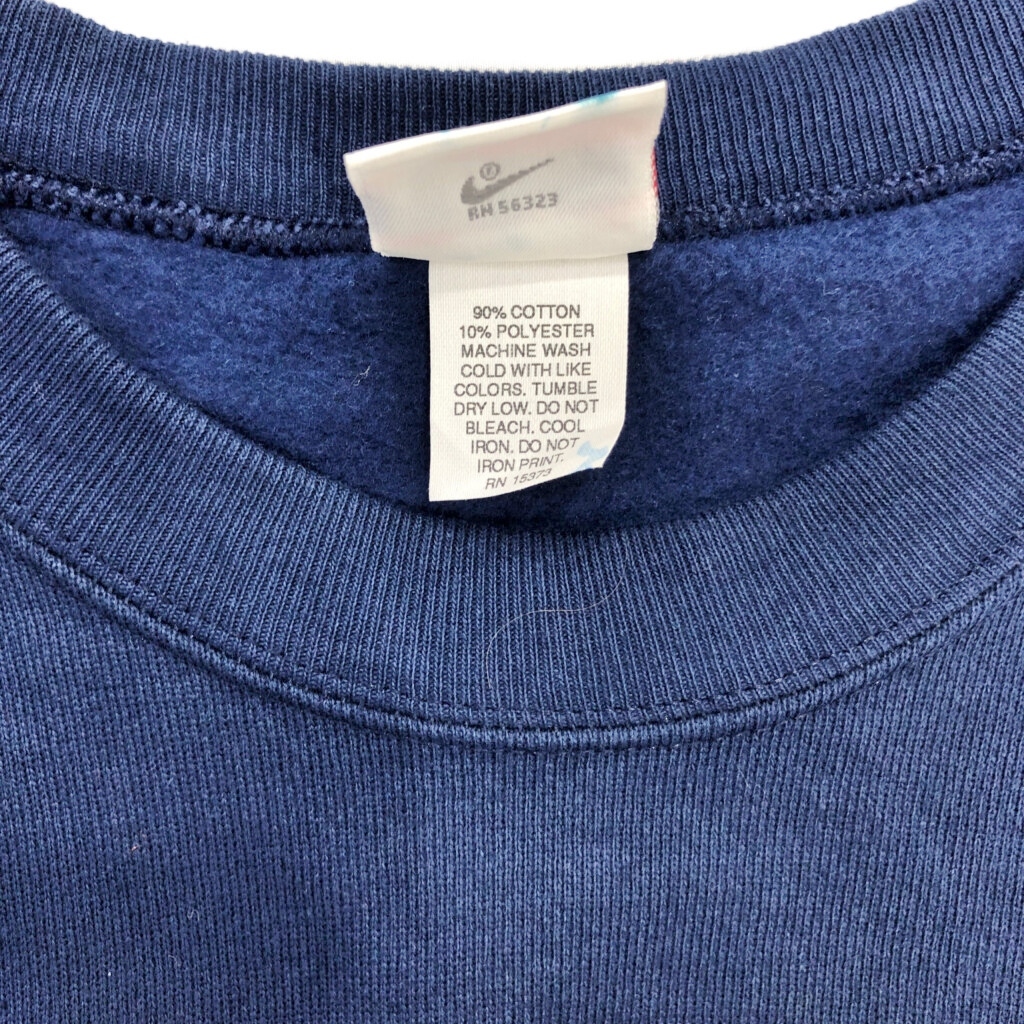 RN 56323
90% COTTON
10% POLYESTER
MACHINE WASH
COLD WITH LIKE
COLORS. TUMBLE
DRY LOW. DO NOT
BLEACH. COOL
IRON. DO NOT
IRON PRINT.
RN 15373